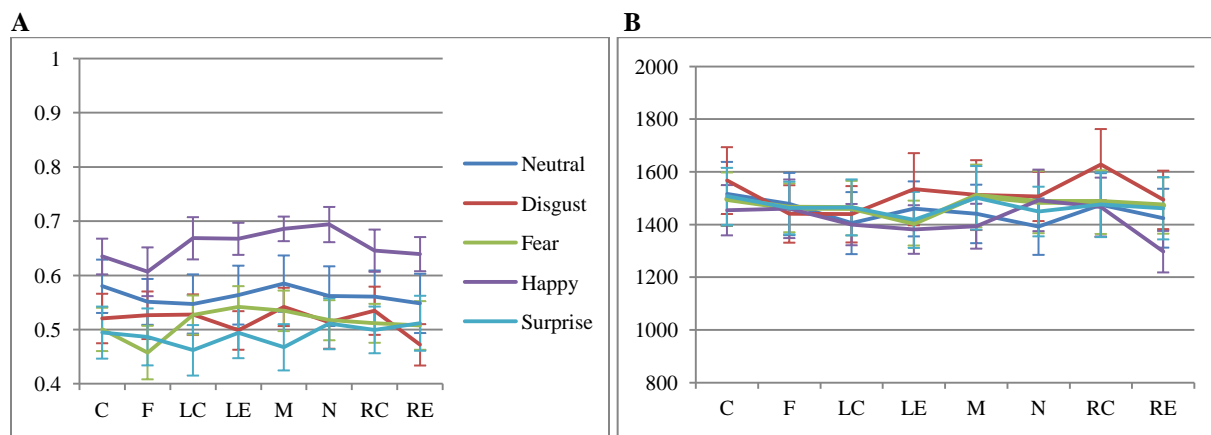 A
1
0.9
0.8
0.7
0.6
0.5
0.4
C F LC LE M N RC RE
Neutral
Disgust
Fear
Happy
Surprise
B
2000
1800
1600
1400
1200
1000
800
C F LC LE M N RC RE